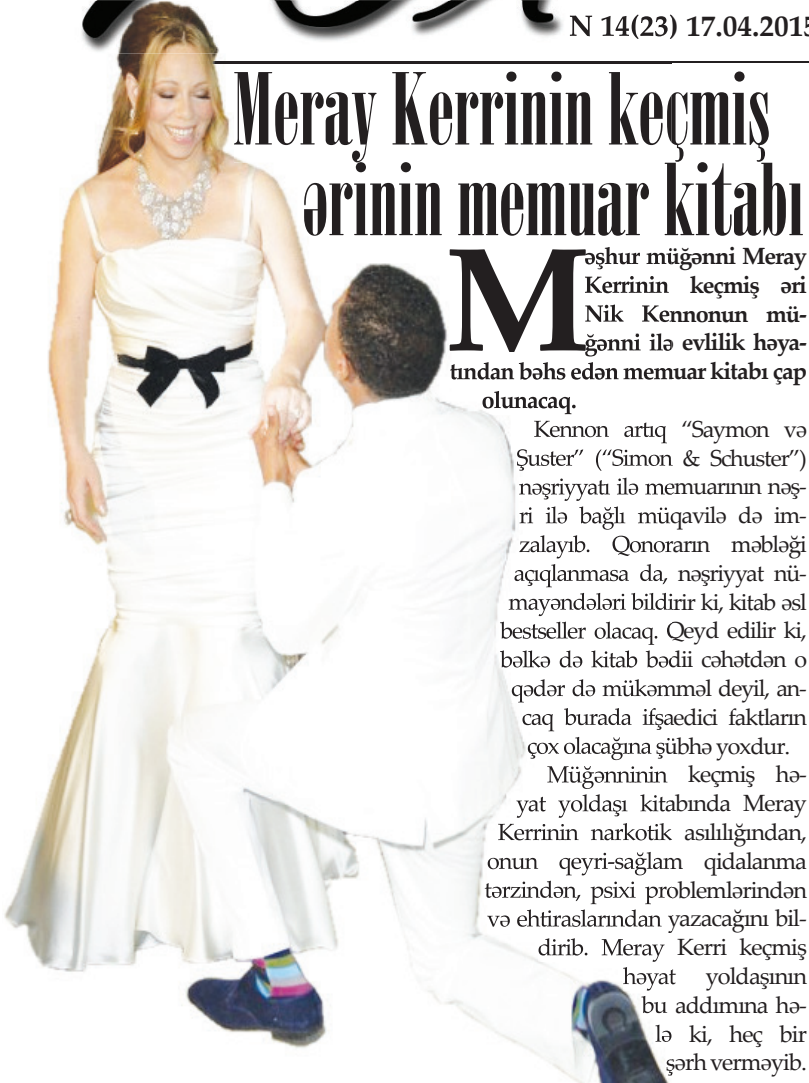 N 14(23) 17.04.2015
Meray Kerrinin keçmiş
ərinin memuar kitabı
Məşhur müğənni Meray
Kerrinin keçmiş əri
Nik Kennonun mü-
ğənni ilə evlilik həya-
tından bəhs edən memuar kitabı çap
olunacaq.
Kennon artıq “Saymon və
Şuster” (“Simon & Schuster”)
nəşriyyatı ilə memuarının nəş-
ri ilə bağlı müqavilə də im-
zalayıb. Qonorarın məbləği
açıqlanmasa da, nəşriyyat nü-
mayəndələri bildirir ki, kitab əsl
bestseller olacaq. Qeyd edilir ki,
bəlkə də kitab bədii cəhətdən o
qədər də mükəmməl deyil, an-
caq burada ifşaedici faktların
çox olacağına şübhə yoxdur.
Müğənninin keçmiş hə-
yat yoldaşı kitabında Meray
Kerrinin narkotik asılılığından,
onun qeyri-sağlam qidalanma
tərzindən, psixi problemlərindən
və ehtiraslarından yazacağını bil-
dirib. Meray Kerri keçmiş
həyat yoldaşının
bu addımına hə-
lə ki, heç bir
şərh verməyib.